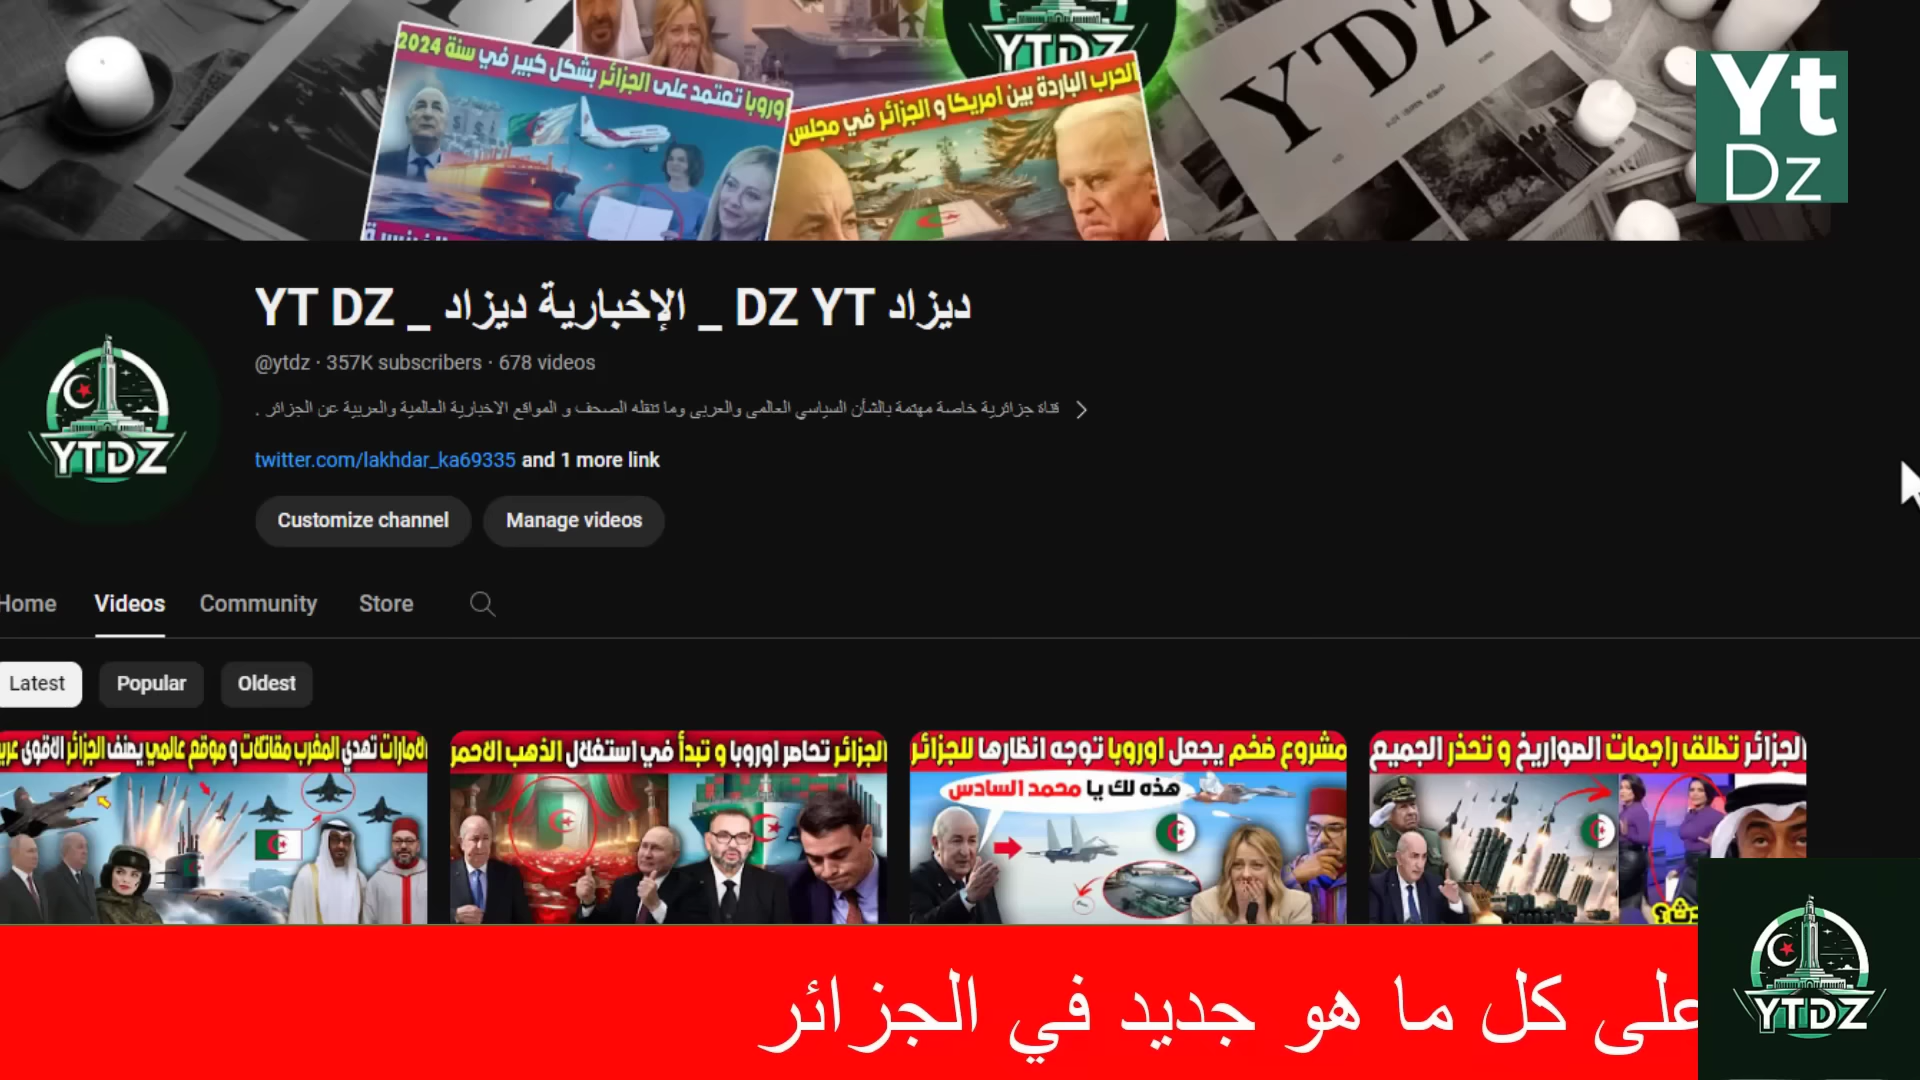 اوروبا تعتمد على الجزائر بشكل كبير في سنة 2024
الحرب الباردة بين امريكا و الجزائر في مجلس
YTDZ
YTDZ
Yt
Dz
YT DZ _ الإخبارية ديزاد _ DZ YT ديزاد
@ytdz · 357K subscribers · 678 videos
قناة جزائرية خاصة مهتمة بالشأن السياسي العالمي والعربي وما تتقله الصحف و المواقع الاخبارية العالمية والعربية عن الجزائر .
twitter.com/lakhdar_ka69335 and 1 more link
YTDZ
Customize channel
Manage videos
Home
Videos
Community
Store
Latest
Popular
Oldest
الامارات تهدي المغرب مقاتلات و موقع عالمي يصنف الجزائر الاقوى
الجزائر تحاصر اوروبا و تبدأ في استغلال الذهب الاحمر
مشروع ضخم يجعل اوروبا توجه انظارها للجزائر
هذه لك يا محمد السادس
الجزائر تطلق راجمات الصواريخ و تحذر الجميع
على كل ما هو جديد في الجزائر
YTDZ